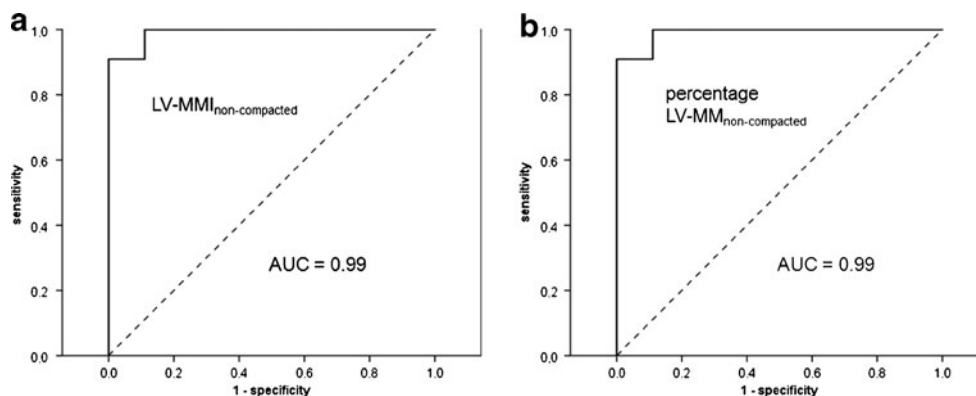 a
1.0
0.8
0.6
0.4
0.2
0.0
sensitivity
LV-MMInon-compacted
AUC = 0.99
0.0 0.2 0.4 0.6 0.8 1.0
1 - specificity
b
1.0
0.8
0.6
0.4
0.2
0.0
sensitivity
percentage
LV-MMnon-compacted
AUC = 0.99
0.0 0.2 0.4 0.6 0.8 1.0
1 - specificity